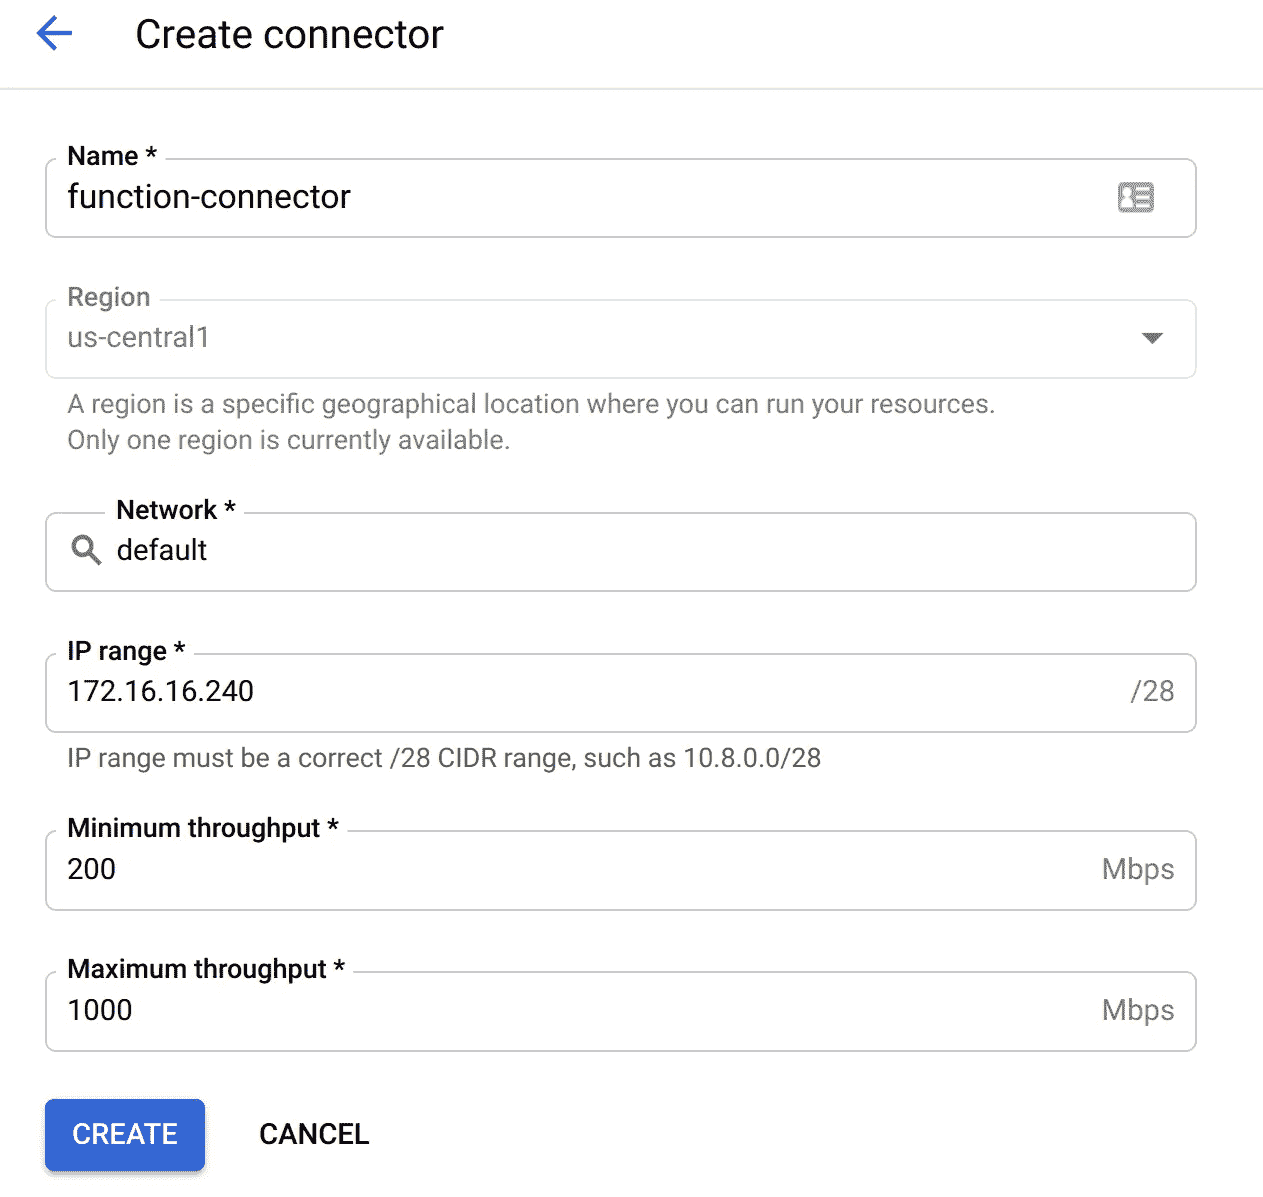 Create connector
Name *
function-connector
Region
us-central1
A region is a specific geographical location where you can run your resources.
Only one region is currently available.
Network *
default
IP range *
172.16.16.240 /28
IP range must be a correct /28 CIDR range, such as 10.8.0.0/28
Minimum throughput *
200 Mbps
Maximum throughput *
1000 Mbps
CREATE CANCEL